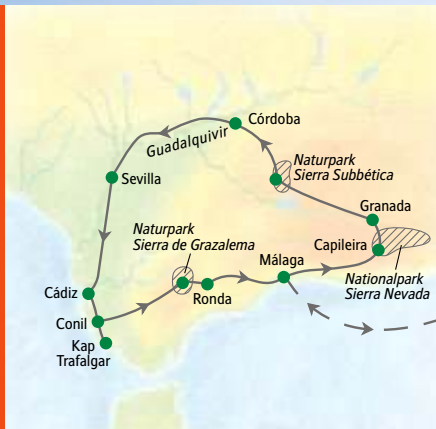 Córdoba
Guadalquivir
Naturpark
Sierra Subbética
Sevilla
Granada
Naturpark
Sierra de Grazalema
Capileira
Málaga
Nationalpark
Sierra Nevada
Cádiz
Ronda
Conil
Kap
Trafalgar